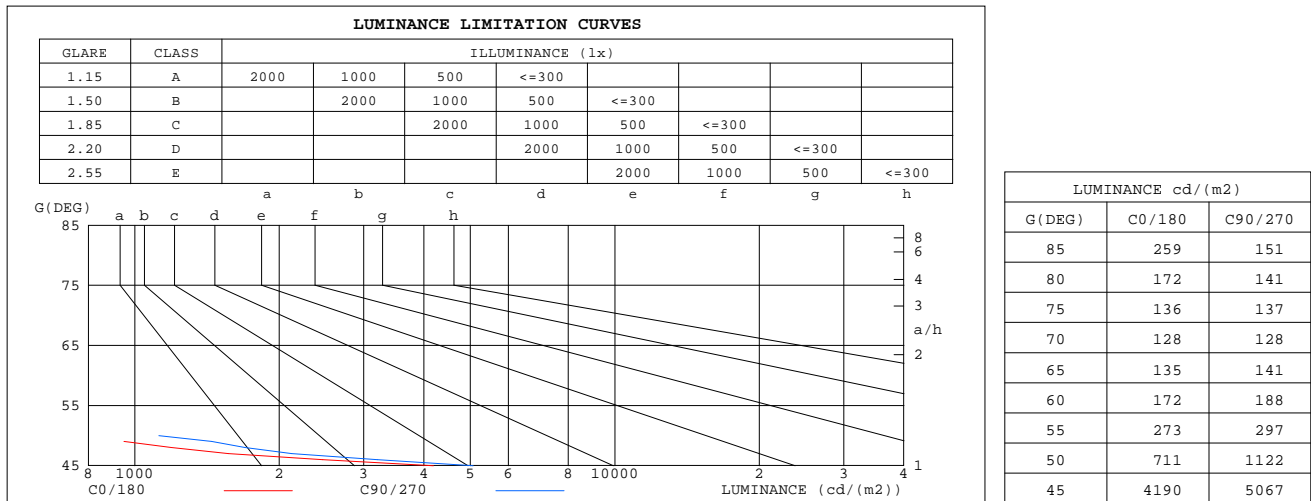 LUMINANCE LIMITATION CURVES
GLARE CLASS ILLUMINANCE (lx)
1.15 A 2000 1000 500 <=300
1.50 B 2000 1000 500 <=300
1.85 C 2000 1000 500 <=300
2.20 D 2000 1000 500 <=300
2.55 E 2000 1000 500 <=300
a b c d e f g h
G(DEG)
a b c d e f g h
85
8
6
75
4
3
65
a/h
2
55
45
1
8 1000 2 3 4 5 6 8 10000 2 3 4
C0/180 C90/270 LUMINANCE (cd/(m2))
LUMINANCE cd/(m2)
G(DEG) C0/180 C90/270
85 259 151
80 172 141
75 136 137
70 128 128
65 135 141
60 172 188
55 273 297
50 711 1122
45 4190 5067